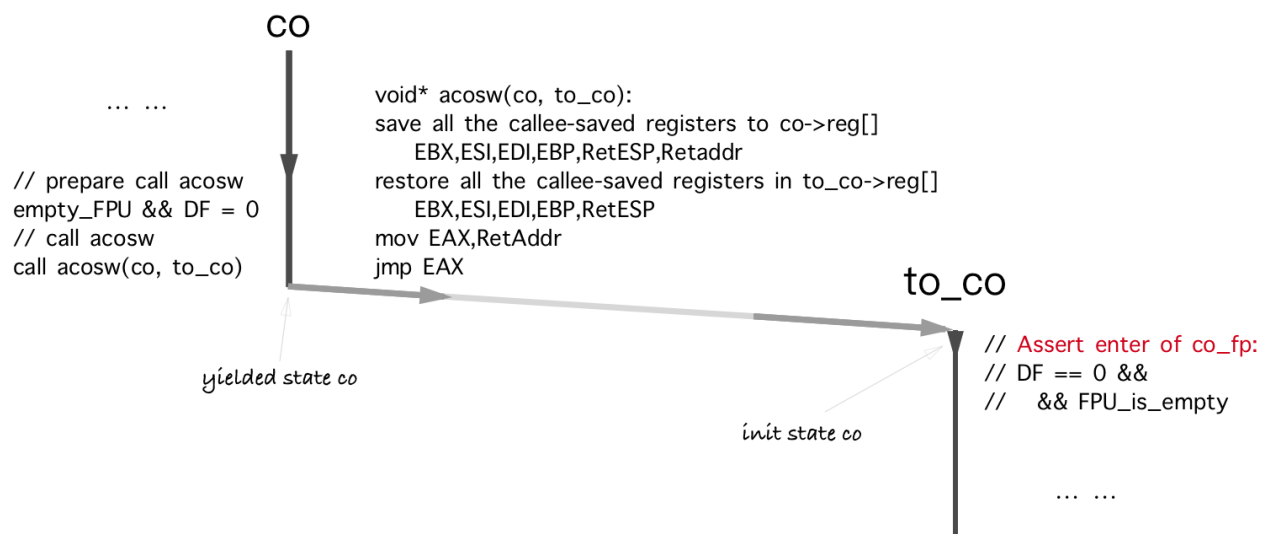 co
... ...
// prepare call acosw
empty_FPU && DF = 0
// call acosw
call acosw(co, to_co)
void* acosw(co, to_co):
save all the callee-saved registers to co->reg[]
EBX,ESI,EDI,EBP,RetESP,Retaddr
restore all the callee-saved registers in to_co->reg[]
EBX,ESI,EDI,EBP,RetESP
mov EAX,RetAddr
jmp EAX
yielded state co
to_co
init state co
// Assert enter of co_fp:
// DF == 0 &&
// && FPU_is_empty
... ...